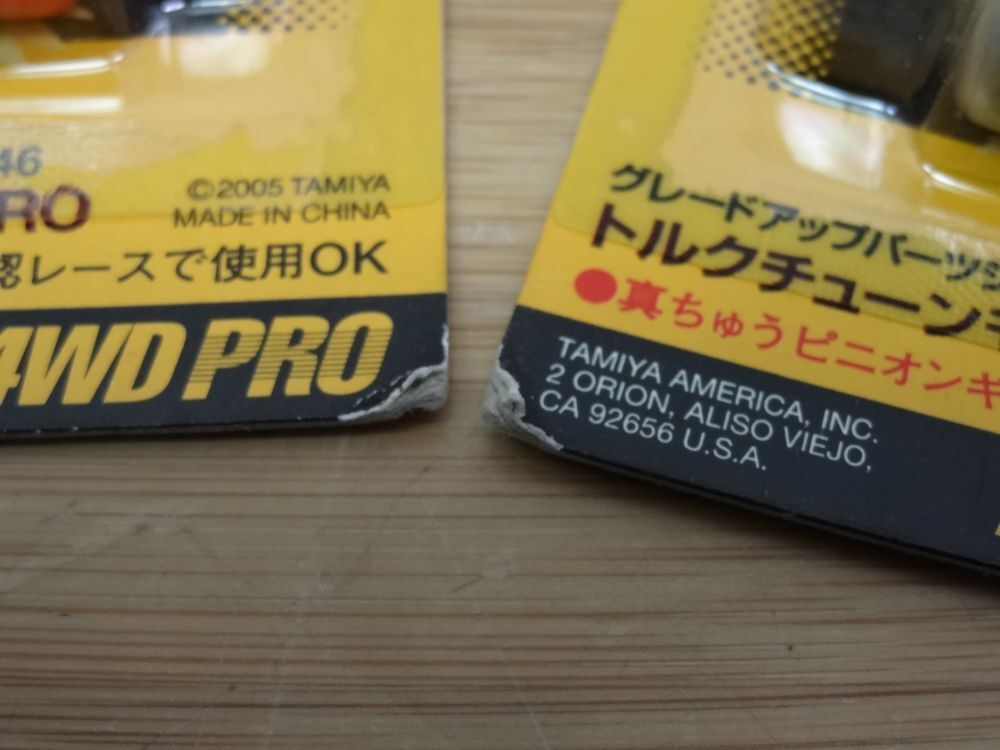 46
PRO
©2005 TAMIYA
MADE IN CHINA
認レースで使用OK
4WD PRO
グレードアップパーツシ
トルクチューン
●真ちゅうピニオンギ
TAMIYA AMERICA, INC.
2 ORION, ALISO VIEJO,
CA 92656 U.S.A.